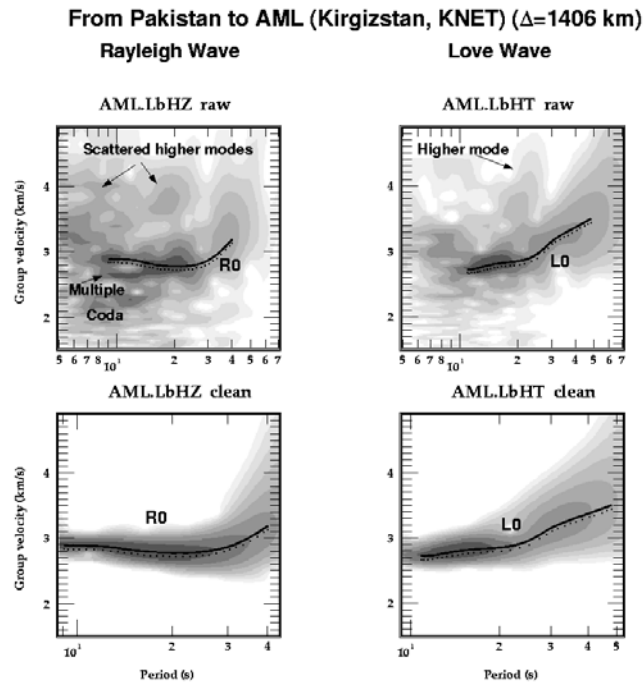 From Pakistan to AML (Kirgizstan, KNET) (Δ=1406 km)
Rayleigh Wave Love Wave
AML.LbHZ raw AML.LbHT raw
Scattered higher modes Higher mode
Group velocity (km/s) Group velocity (km/s)
4 4
3 3
2 2
R0 L0
Multiple
Coda
5 6 7 8 10¹ 2 3 4 5 6 7 5 6 7 8 10¹ 2 3 4 5 6 7
AML.LbHZ clean AML.LbHT clean
Group velocity (km/s)
4 4
3 3
2 2
R0 L0
10¹ 2 3 4 10¹ 2 3 4 5
Period (s) Period (s)